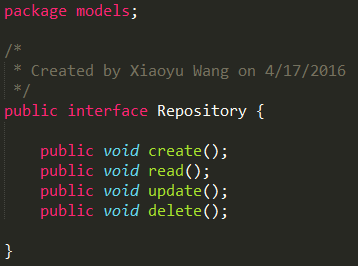 package models;
/*
 * Created by Xiaoyu Wang on 4/17/2016
 */
public interface Repository {
    public void create();
    public void read();
    public void update();
    public void delete();
}